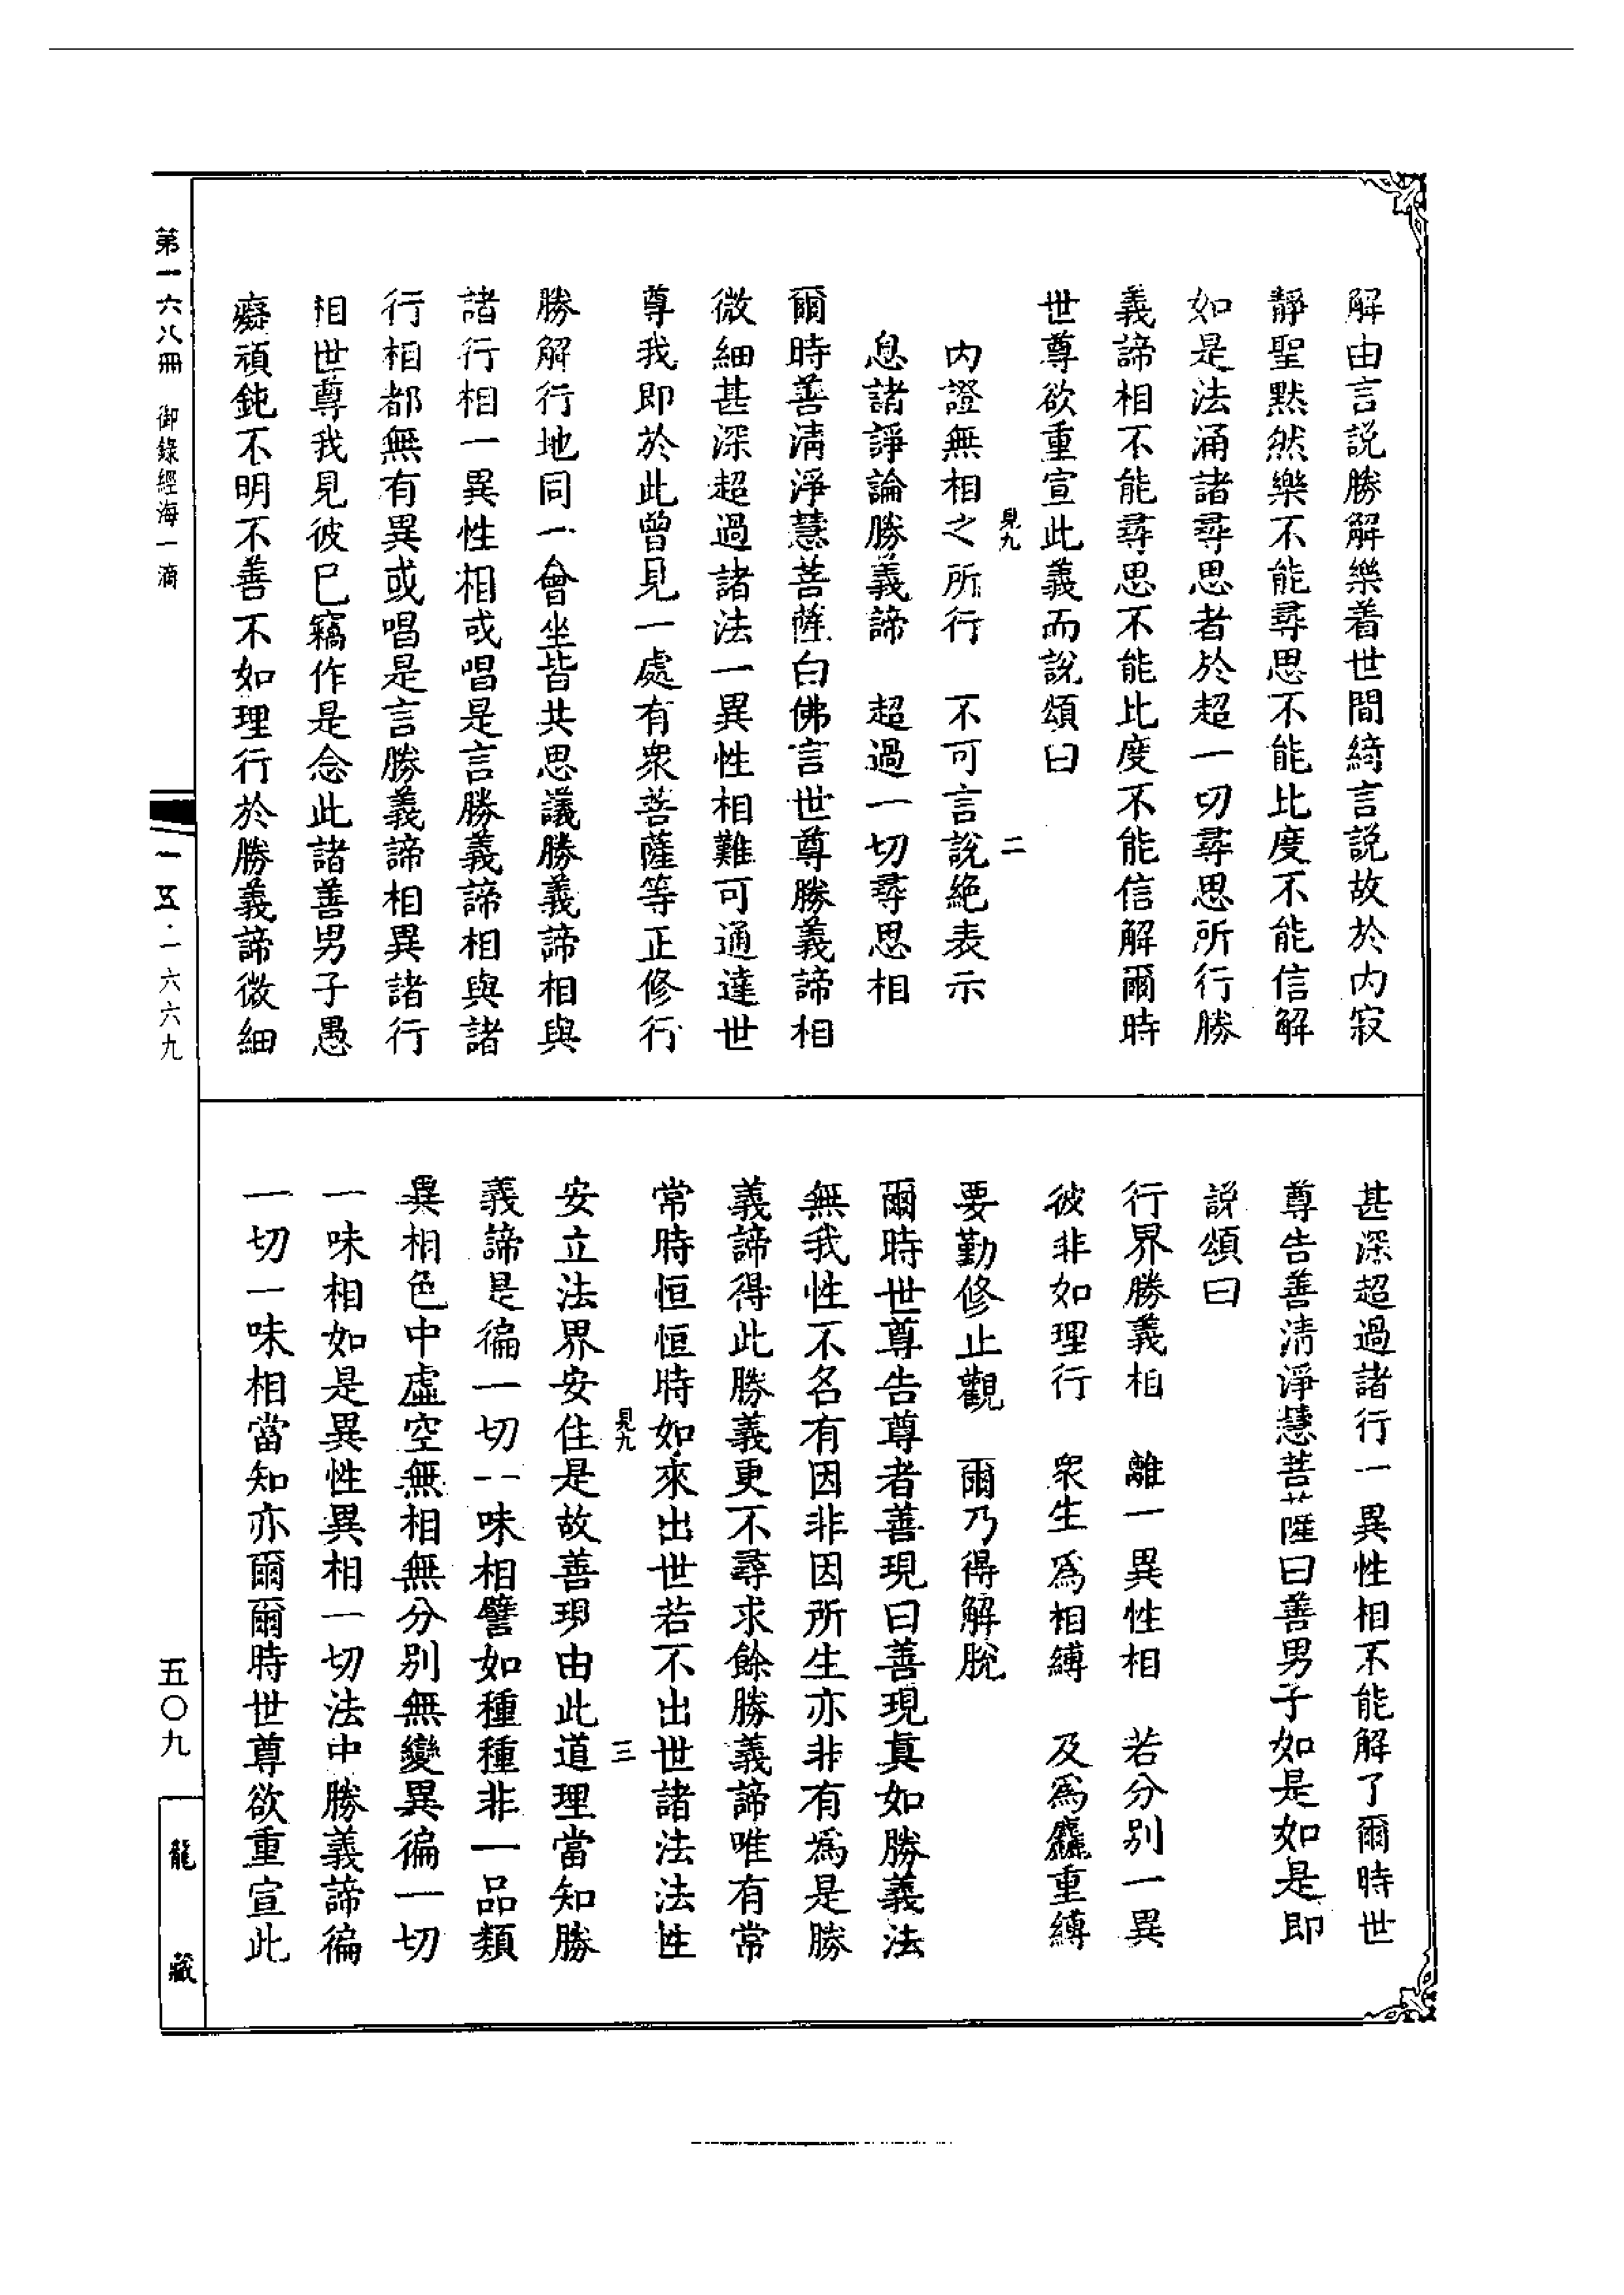 解由言説勝解樂着世間綺言説故於内寂
靜聖黙然樂不能尋思不能比度不能信解
如是法涌諸尋思者於超一切尋思所行勝
義諦相不能尋思不能比度不能信解爾時
世尊欲重宣此義而說頌曰
見九
二
内證無相之所行　不可言說絶表示
息諸諍論勝義諦　超過一切尋思相
爾時善淸淨慧菩薩白佛言世尊勝義諦相
微細甚深超過諸法一異性相難可通達世
尊我即於此曾見一處有衆菩薩等正修行
勝解行地同一會坐皆共思議勝義諦相與
諸行相一異性相或唱是言勝義諦相與諸
行相都無有異或唱是言勝義諦相異諸行
相世尊我見彼已竊作是念此諸善男子愚
癡頑鈍不明不善不如理行於勝義諦微細
甚深超過諸行一異性相不能解了爾時世
尊告善淸淨慧菩薩曰善男子如是如是即
說頌曰
行界勝義相　離一異性相　若分别一異
彼非如理行　衆生爲相縛　及爲麤重縛
要勤修止觀　爾乃得解脫
爾時世尊告尊者善現曰善現真如勝義法
無我性不名有因非因所生亦非有爲是勝
義諦得此勝義更不尋求餘勝義諦唯有常
常時恒恒時如來出世若不出世諸法法性
見九
三
安立法界安住是故善現由此道理當知勝
義諦是徧一切一味相譬如種種非一品類
異相色中虛空無相無分别無變異徧一切
一味相如是異性異相一切法中勝義諦徧
一切一味相當知亦爾爾時世尊欲重宣此
第一六八冊　御錄經海一滴
一五·一六六九
五〇九
龍藏